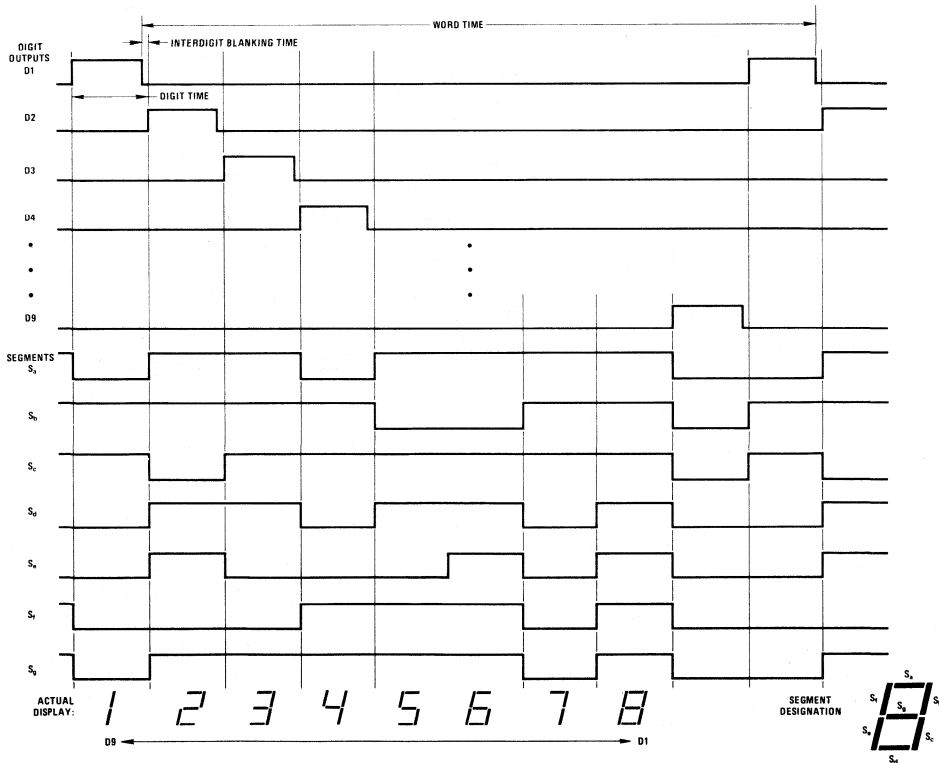 WORD TIME
INTERDIGIT BLANKING TIME
DIGIT
OUTPUTS
D1
DIGIT TIME
D2
D3
D4
D9
SEGMENTS
Sa
Sb
Sc
Sd
Se
Sf
Sg
ACTUAL
DISPLAY:
1 2 3 4 5 6 7 8
D9 D1
SEGMENT
DESIGNATION
Sa
Sf
Sg
Se
Sc
Sd